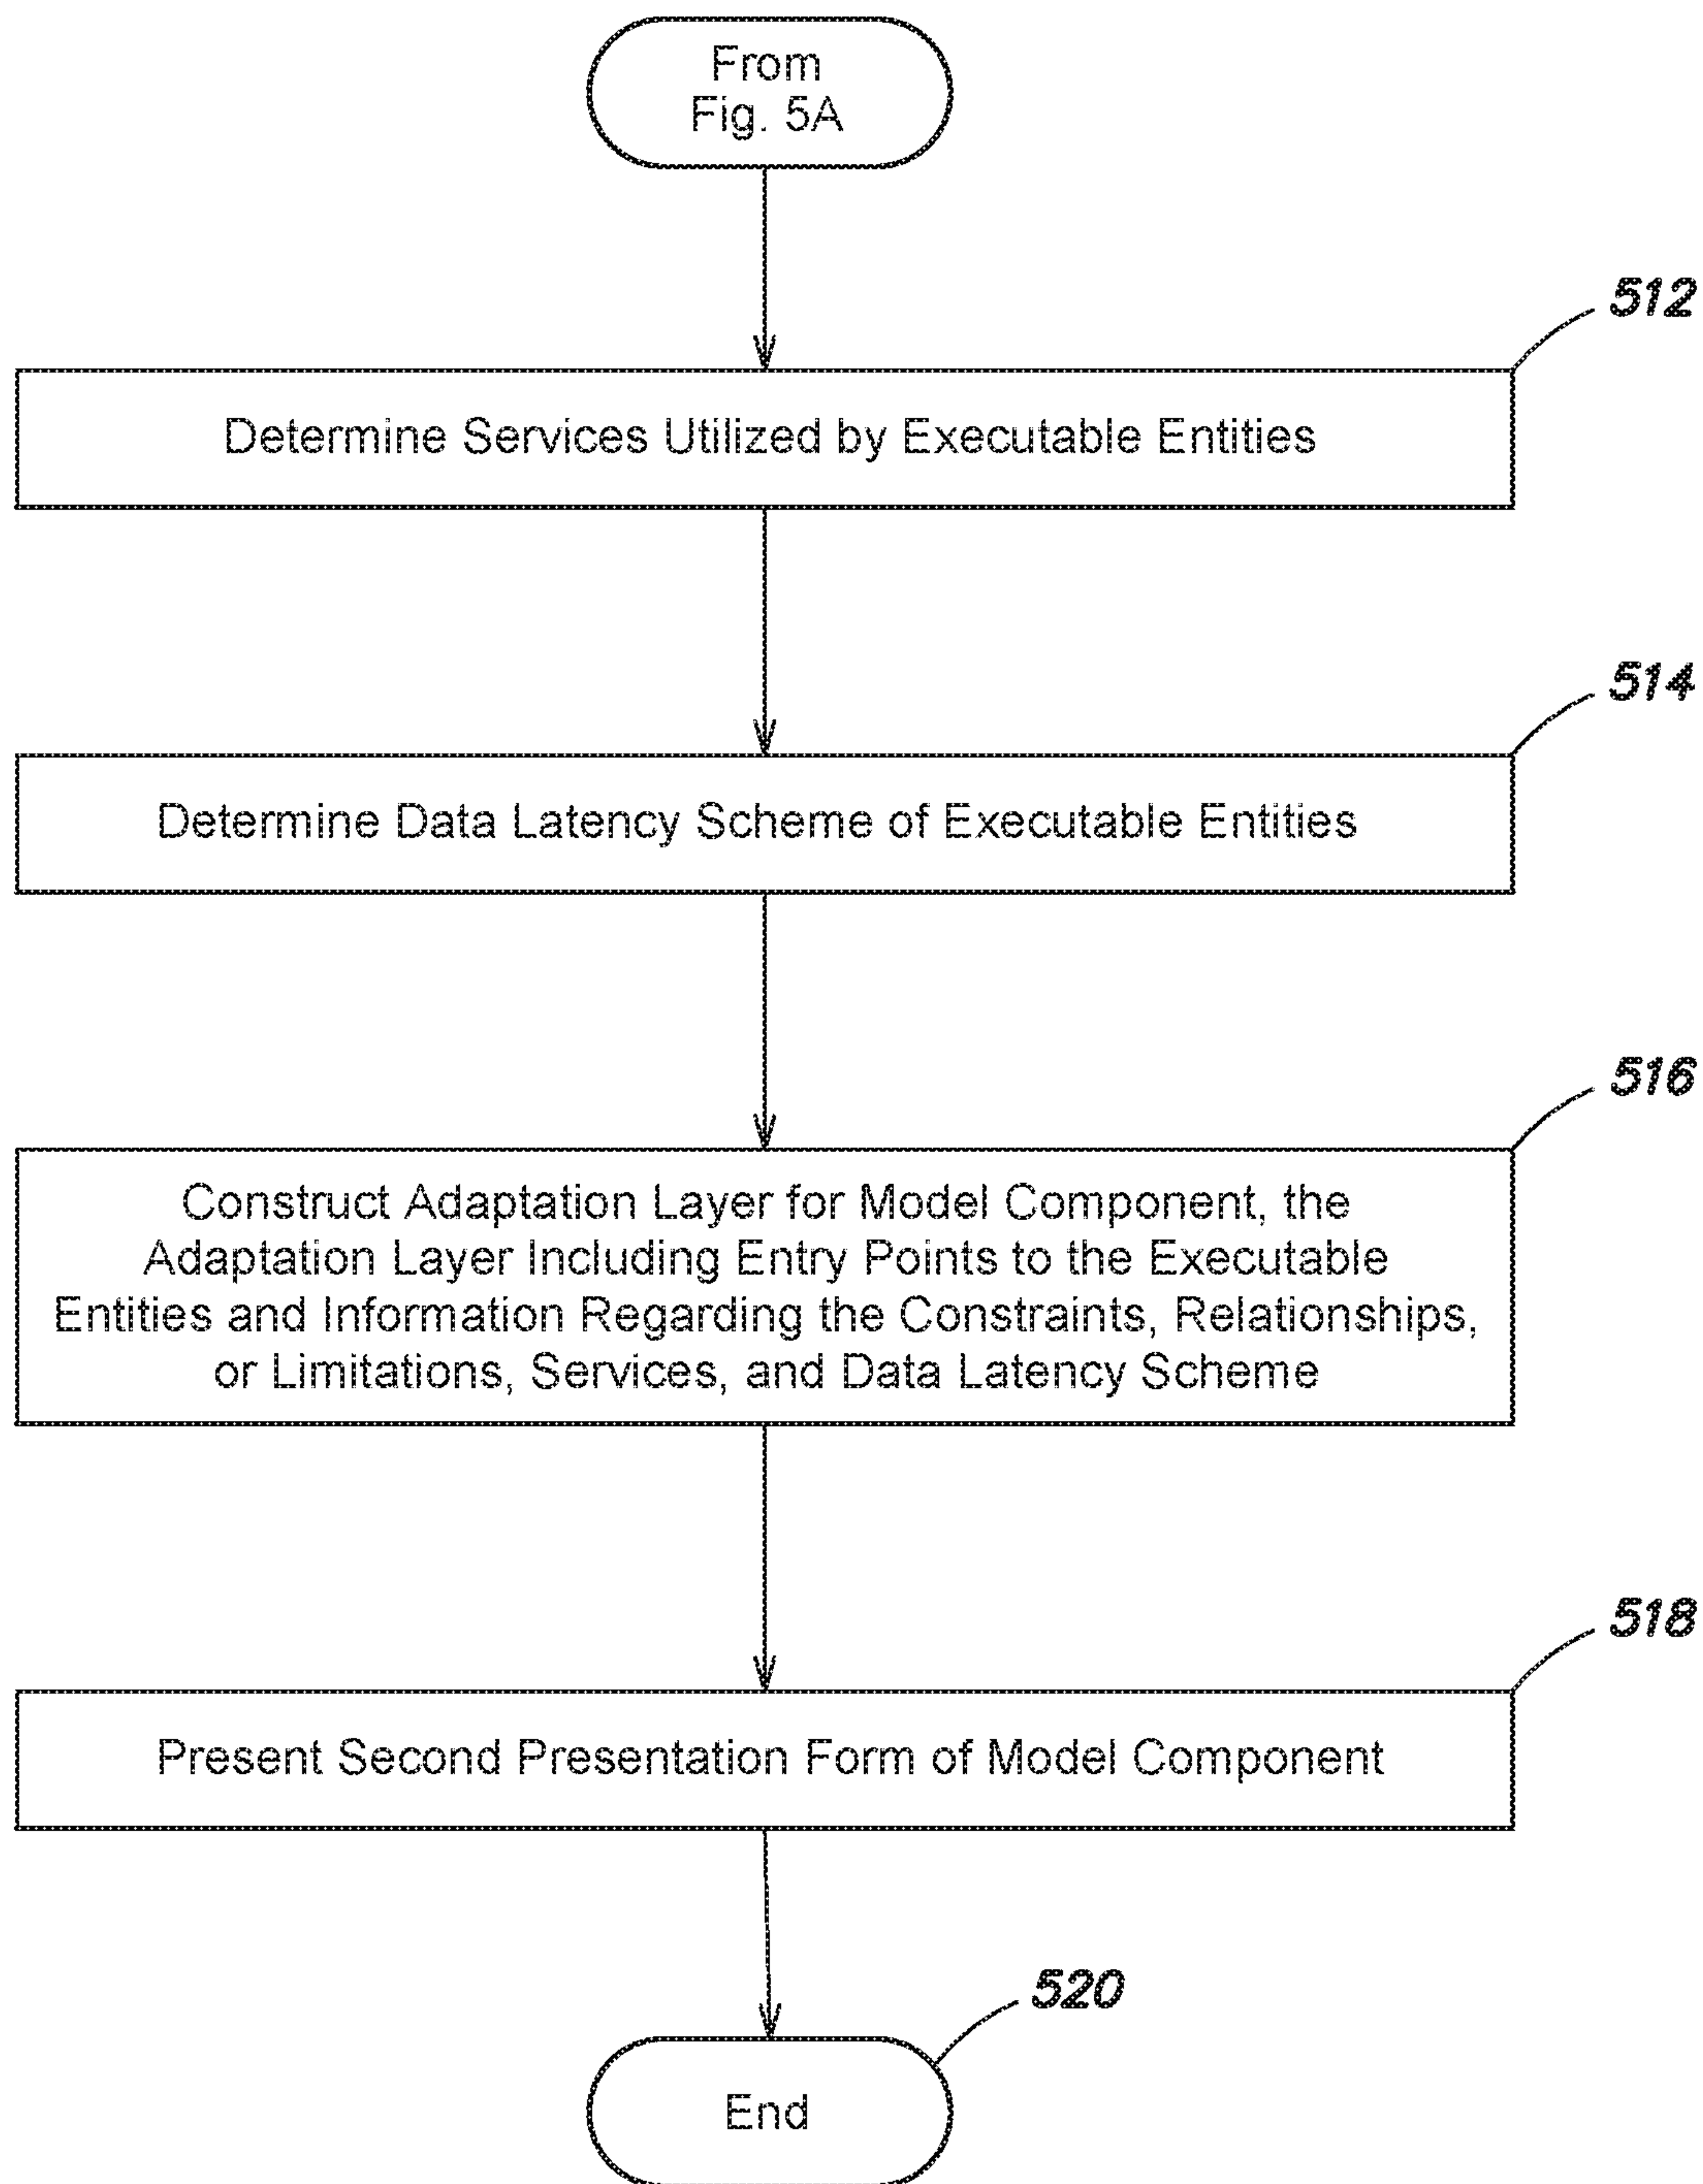 From
Fig. 5A
512
Determine Services Utilized by Executable Entities
514
Determine Data Latency Scheme of Executable Entities
516
Construct Adaptation Layer for Model Component, the
Adaptation Layer Including Entry Points to the Executable
Entities and Information Regarding the Constraints, Relationships,
or Limitations, Services, and Data Latency Scheme
518
Present Second Presentation Form of Model Component
520
End